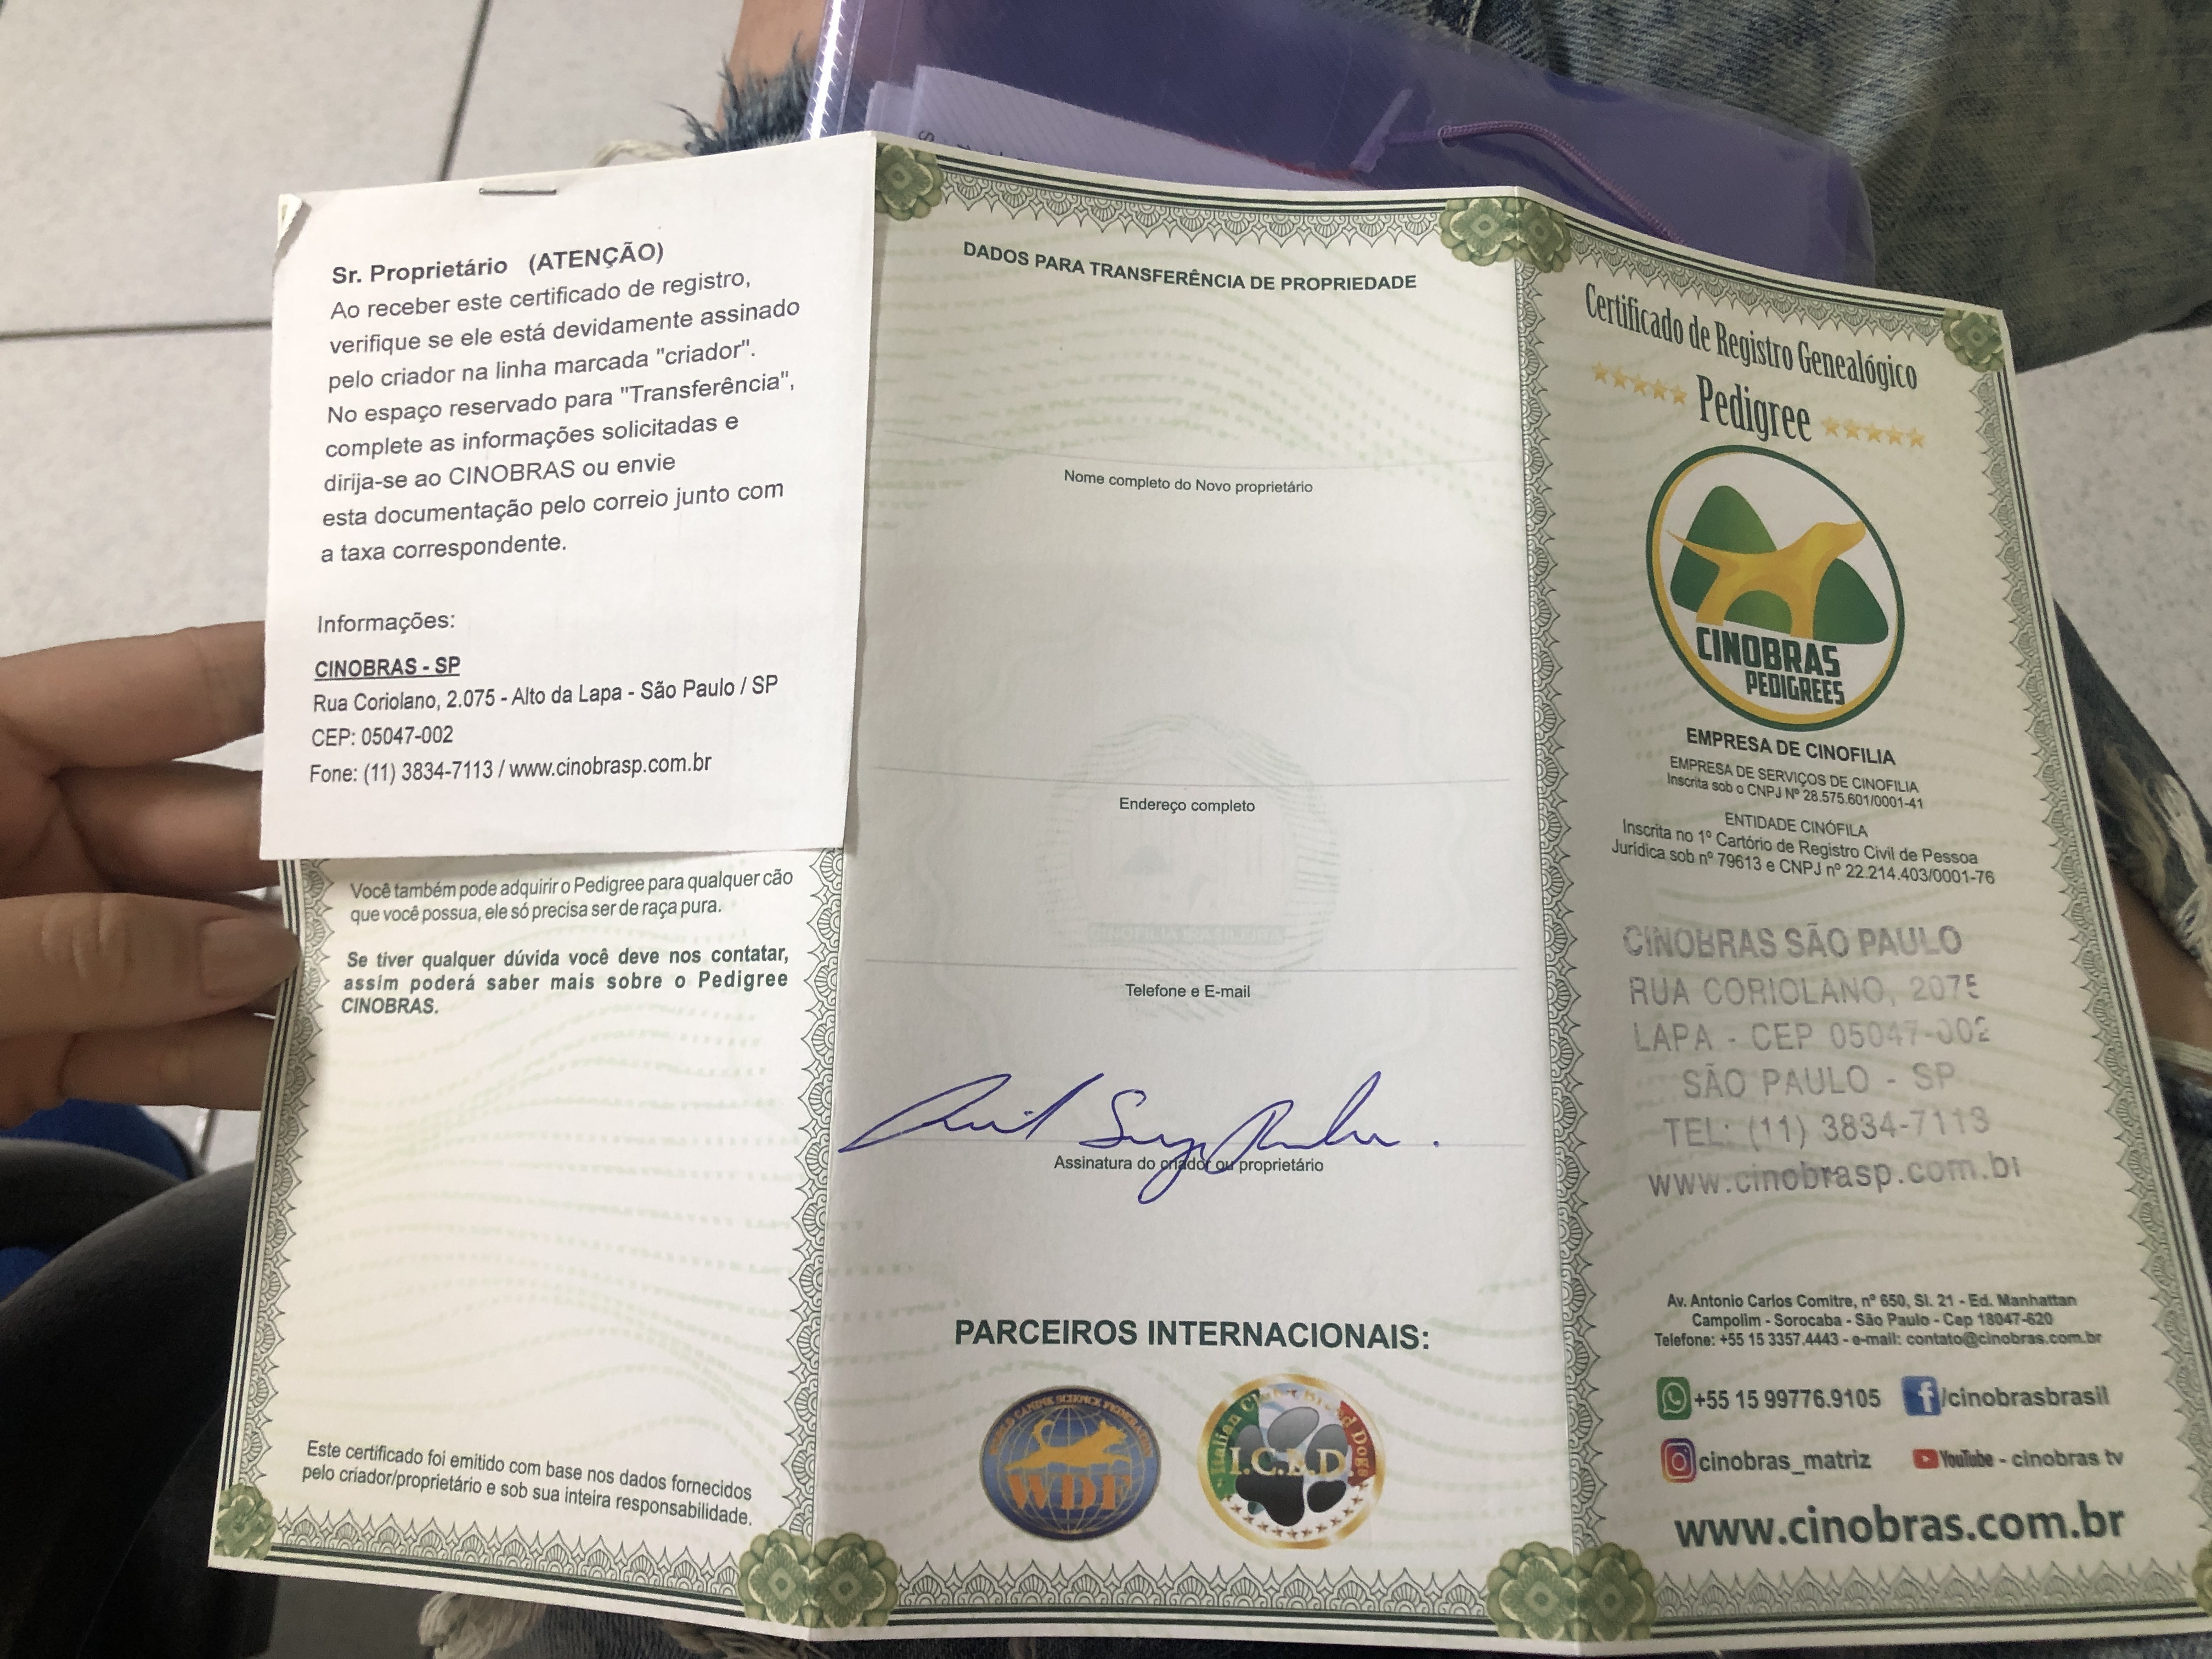 Sr. Proprietário (ATENÇÃO)
Ao receber este certificado de registro,
verifique se ele está devidamente assinado
pelo criador na linha marcada "criador".
No espaço reservado para "Transferência",
complete as informações solicitadas e
dirija-se ao CINOBRAS ou envie
esta documentação pelo correio junto com
a taxa correspondente.
Informações:
CINOBRAS - SP
Rua Coriolano, 2.075 - Alto da Lapa - São Paulo / SP
CEP: 05047-002
Fone: (11) 3834-7113 / www.cinobrasp.com.br
Você também pode adquirir o Pedigree para qualquer cão
que você possua, ele só precisa ser de raça pura.
Se tiver qualquer dúvida você deve nos contatar,
assim poderá saber mais sobre o Pedigree
CINOBRAS.
Este certificado foi emitido com base nos dados fornecidos
pelo criador/proprietário e sob sua inteira responsabilidade.
DADOS PARA TRANSFERÊNCIA DE PROPRIEDADE
Nome completo do Novo proprietário
Endereço completo
Telefone e E-mail
Assinatura do criador ou proprietário
PARCEIROS INTERNACIONAIS:
WORLD CANINE SCIENCE FEDERATION
WDF
Italian Club Breed Dogs
I.C.B.D
Certificado de Registro Genealógico
Pedigree
CINOBRAS
PEDIGREES
EMPRESA DE CINOFILIA
EMPRESA DE SERVIÇOS DE CINOFILIA
Inscrita sob o CNPJ Nº 28.575.601/0001-41
ENTIDADE CINÓFILA
Inscrita no 1º Cartório de Registro Civil de Pessoa
Jurídica sob nº 79613 e CNPJ nº 22.214.403/0001-76
CINOBRAS SÃO PAULO
RUA CORIOLANO, 2075
LAPA - CEP 05047-002
SÃO PAULO - SP
TEL: (11) 3834-7113
www.cinobrasp.com.br
Av. Antonio Carlos Comitre, nº 650, Sl. 21 - Ed. Manhattan
Campolim - Sorocaba - São Paulo - Cep 18047-620
Telefone: +55 15 3357.4443 - e-mail: contato@cinobras.com.br
+55 15 99776.9105 f/cinobrasbrasil
cinobras_matriz YouTube - cinobras tv
www.cinobras.com.br